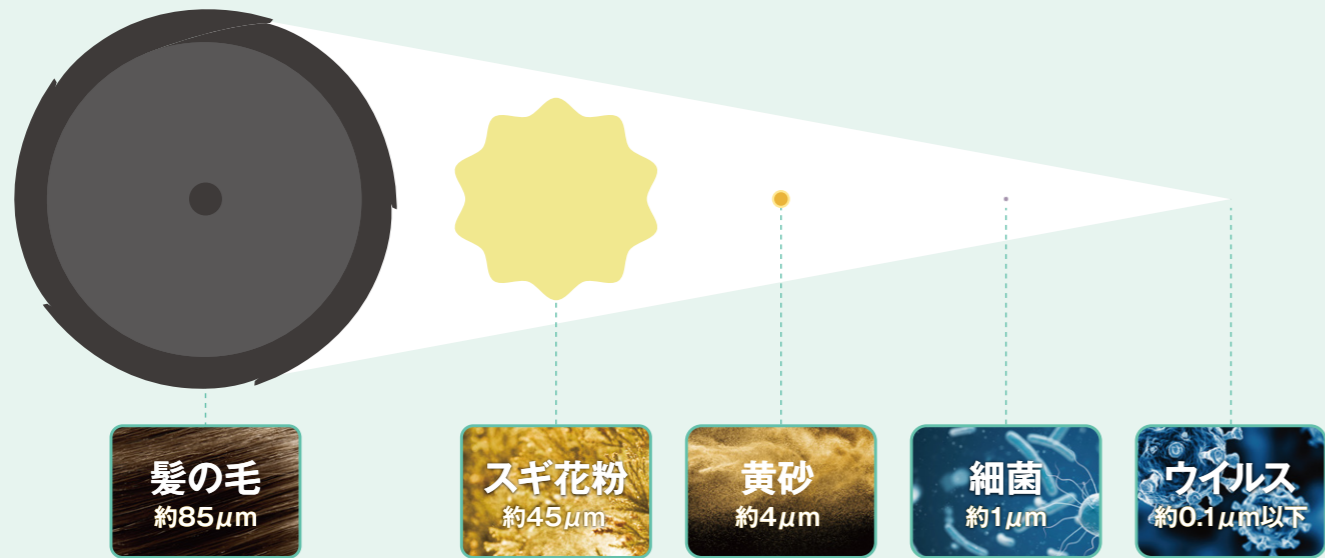 髪の毛
約85μm
スギ花粉
約45μm
黄砂
約4μm
細菌
約1μm
ウイルス
約0.1μm以下